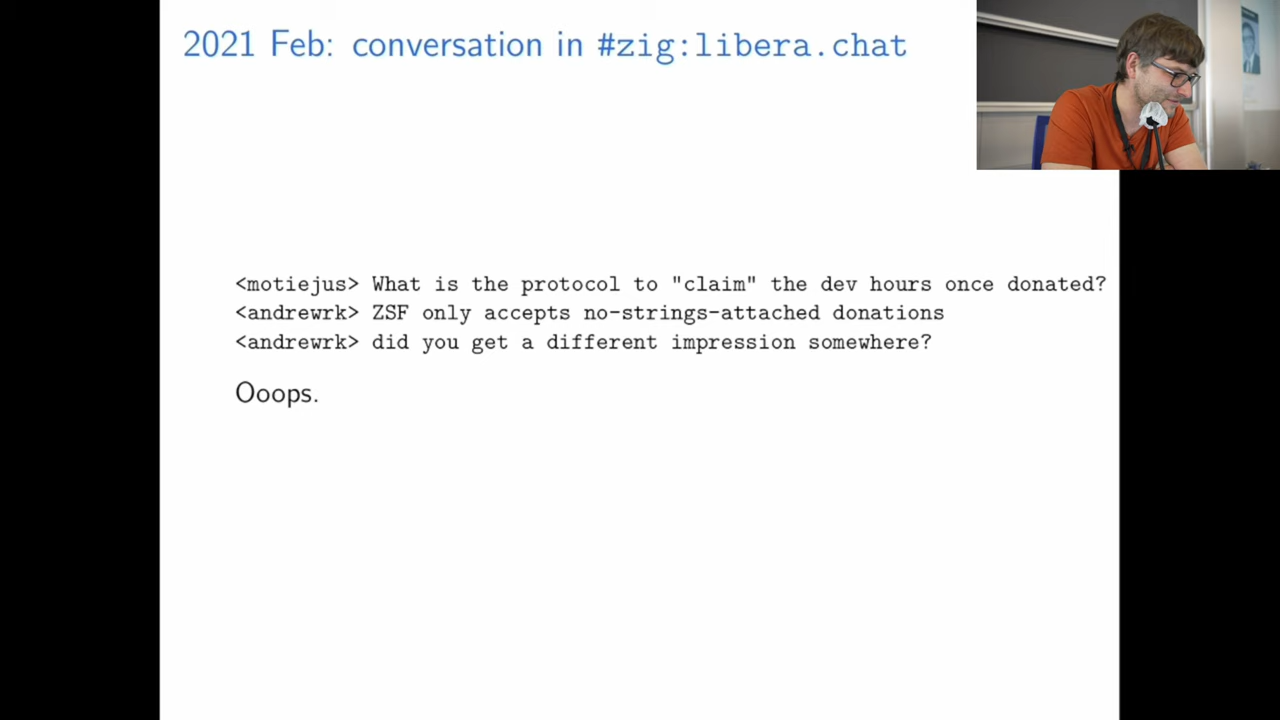 2021 Feb: conversation in #zig:libera.chat
<motiejus> What is the protocol to "claim" the dev hours once donated?
<andrewrk> ZSF only accepts no-strings-attached donations
<andrewrk> did you get a different impression somewhere?
Ooops.